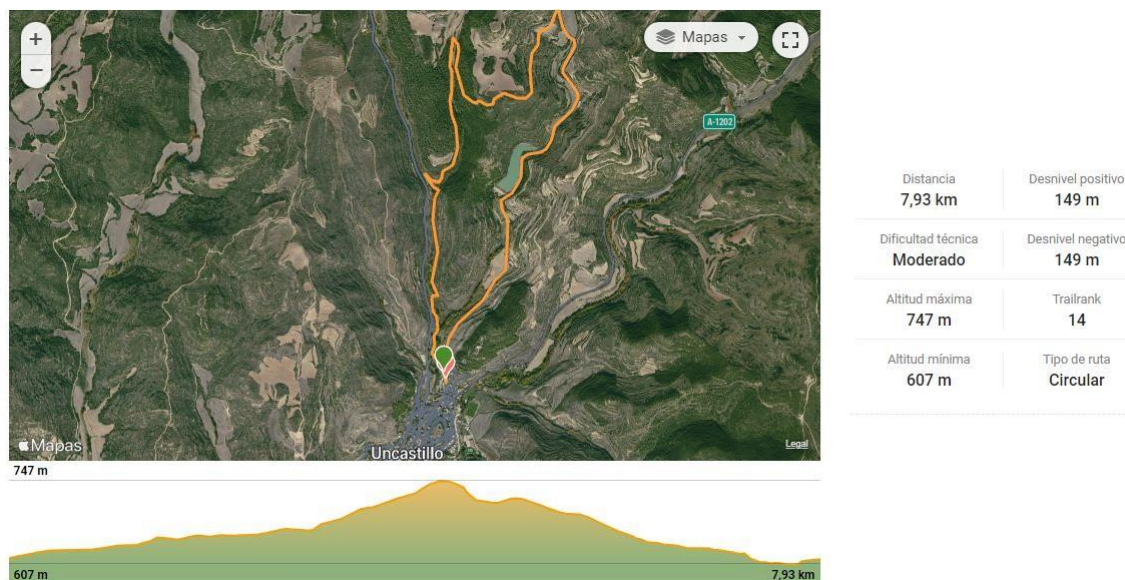 +
−
Mapas
A-1202
Mapas
Uncastillo
Legal
747 m
607 m
7,93 km
Distancia
7,93 km
Desnivel positivo
149 m
Dificultad técnica
Moderado
Desnivel negativo
149 m
Altitud máxima
747 m
Trailrank
14
Altitud mínima
607 m
Tipo de ruta
Circular